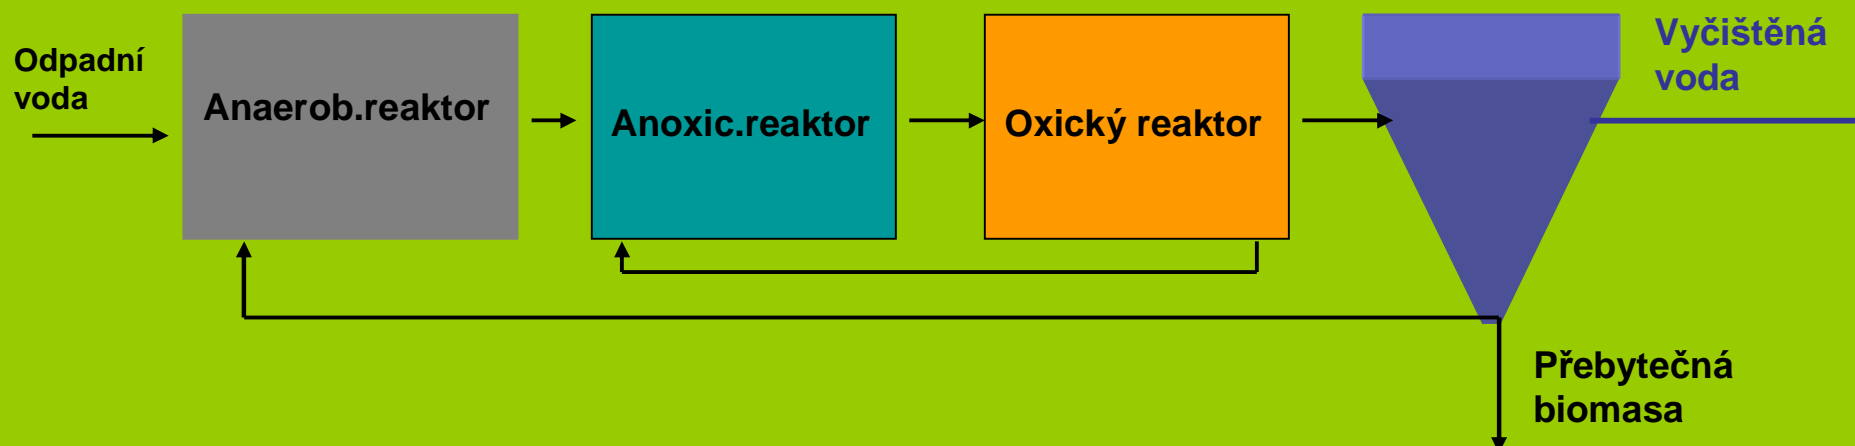 Odpadní
voda
Anaerob.reaktor
Anoxic.reaktor
Oxický reaktor
Vyčištěná
voda
Přebytečná
biomasa